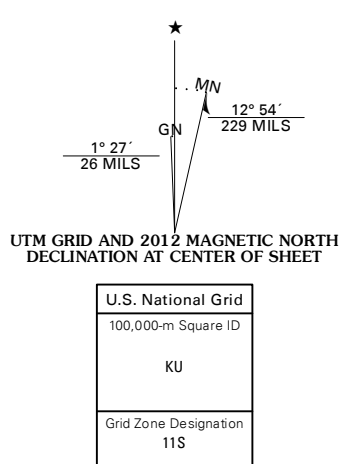 ★
MN
12° 54´
229 MILS
GN
1° 27´
26 MILS
UTM GRID AND 2012 MAGNETIC NORTH
DECLINATION AT CENTER OF SHEET
U.S. National Grid
100,000-m Square ID
KU
Grid Zone Designation
11S